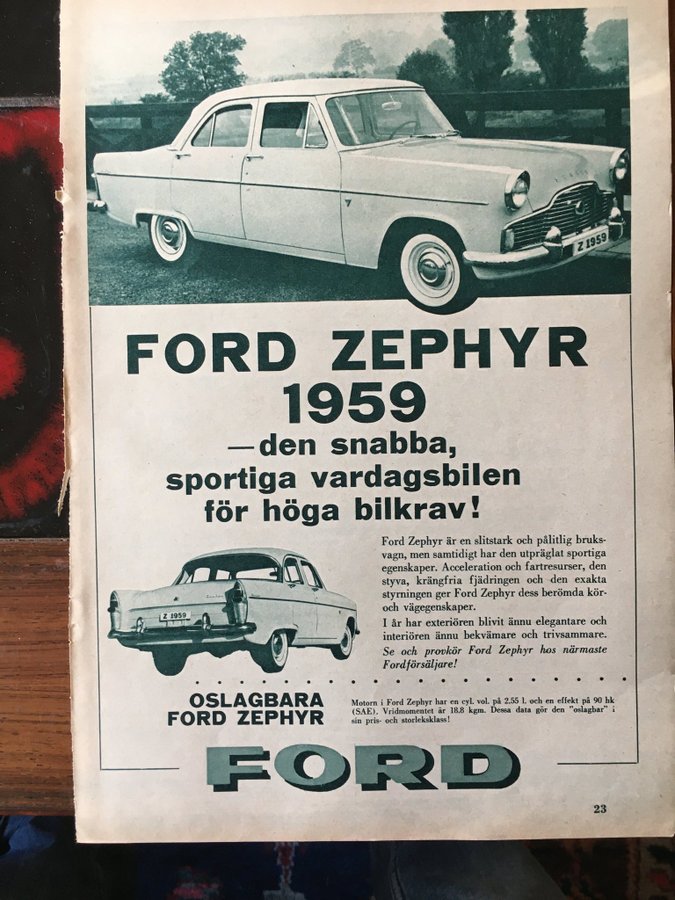 Z 1959
FORD ZEPHYR
1959
—den snabba,
sportiga vardagsbilen
för höga bilkrav!
Ford Zephyr är en slitstark och pålitlig bruks-
vagn, men samtidigt har den utpräglat sportiga
egenskaper. Acceleration och fartresurser, den
styva, krängfria fjädringen och den exakta
styrningen ger Ford Zephyr dess berömda kör-
och vägegenskaper.
I år har exteriören blivit ännu elegantare och
interiören ännu bekvämare och trivsammare.
Se och provkör Ford Zephyr hos närmaste
Fordförsäljare!
Z 1959
OSLAGBARA
FORD ZEPHYR
Motorn i Ford Zephyr har en cyl. vol. på 2.55 l. och en effekt på 90 hk
(SAE). Vridmomentet är 18.8 kgm. Dessa data gör den "oslagbar" i
sin pris- och storleksklass!
FORD
23